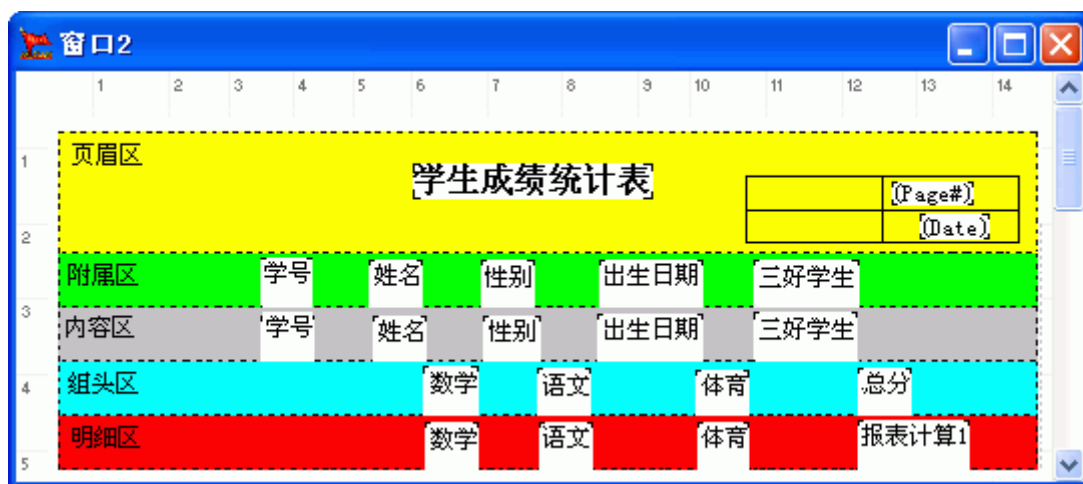 窗口2
1 2 3 4 5 6 7 8 9 10 11 12 13 14
1
页眉区
学生成绩统计表
(Page#)
2
(Date)
附属区 学号 姓名 性别 出生日期 三好学生
3
内容区 学号 姓名 性别 出生日期 三好学生
4 组头区 数学 语文 体育 总分
明细区 数学 语文 体育 报表计算1
5